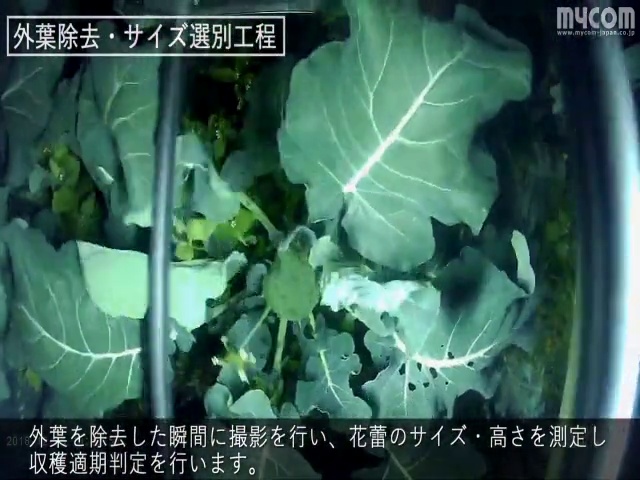 外葉除去・サイズ選別工程
mycom
www.mycom-japan.co.jp
外葉を除去した瞬間に撮影を行い、花蕾のサイズ・高さを測定し
収穫適期判定を行います。